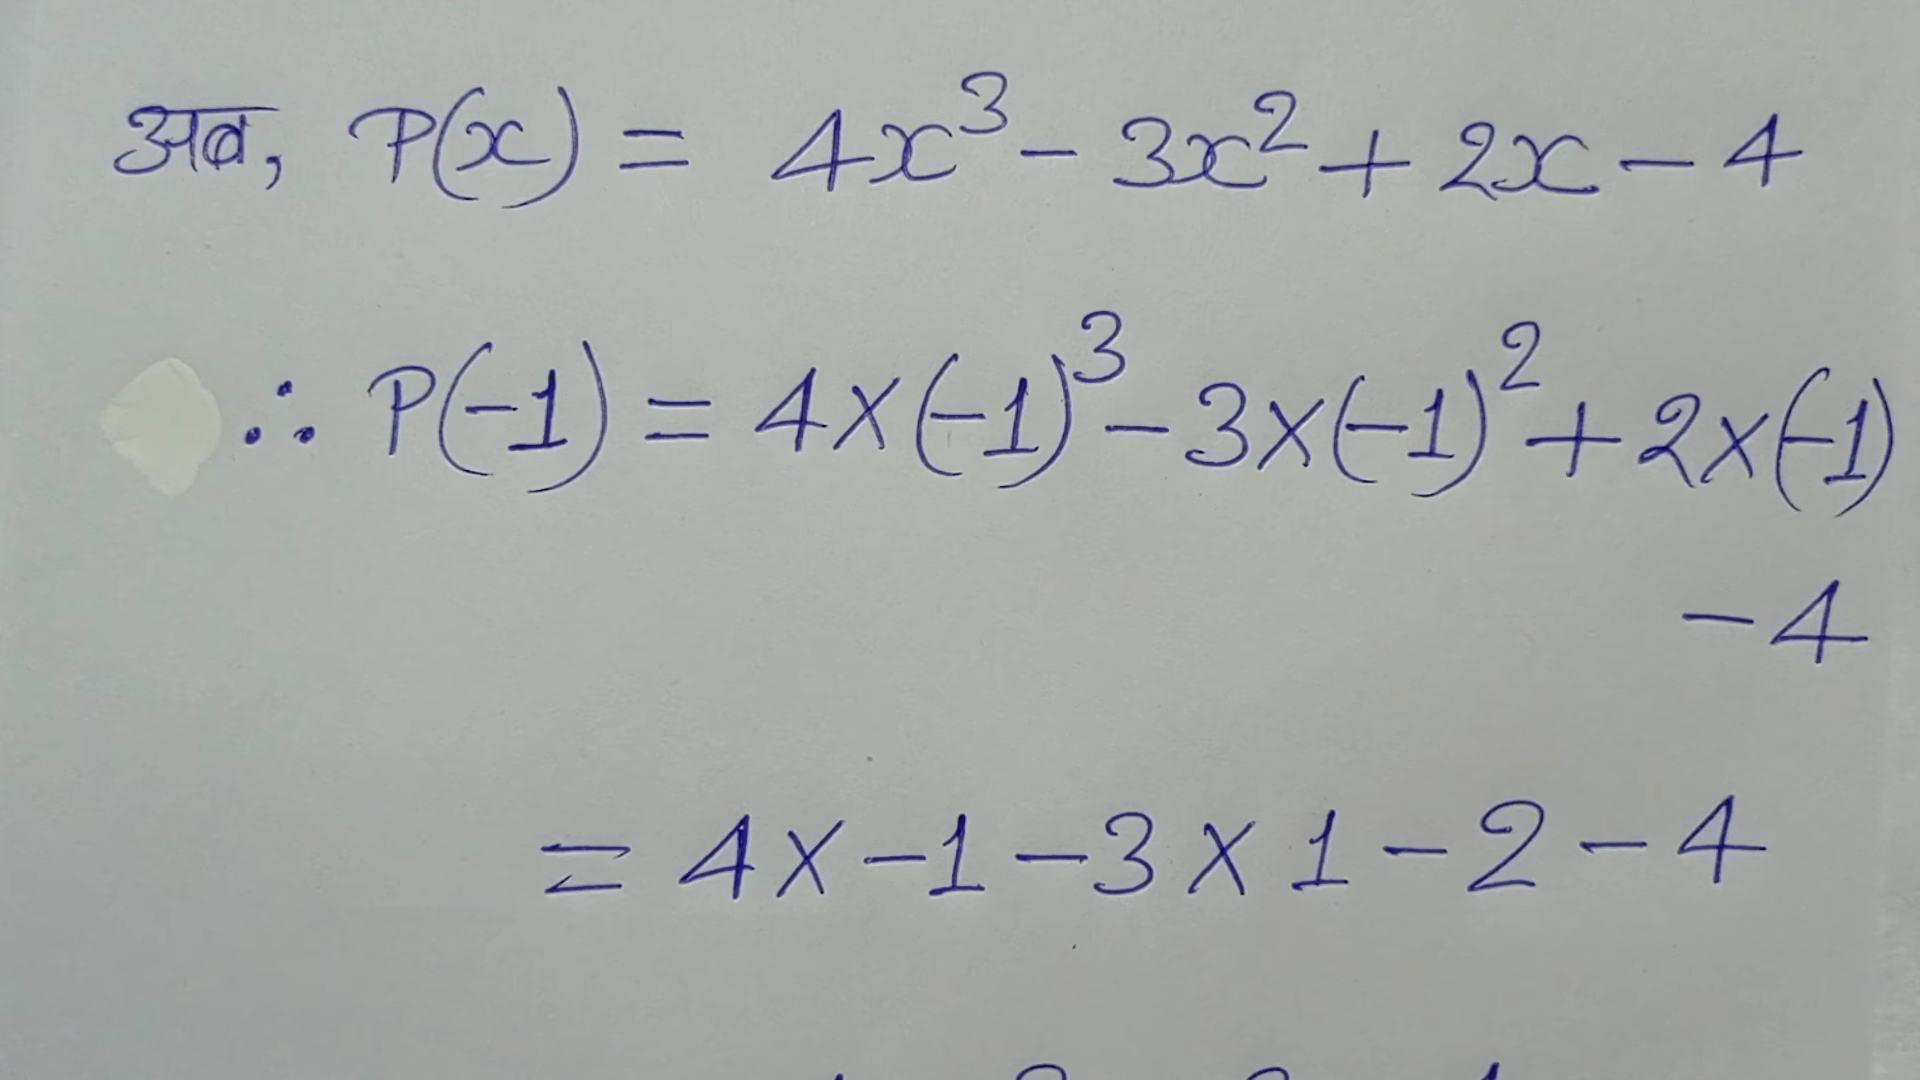 अब, P(x) = 4x³ - 3x² + 2x - 4
∴ P(-1) = 4×(-1)³ - 3×(-1)² + 2×(-1)
- 4
= 4× -1 - 3 × 1 - 2 - 4